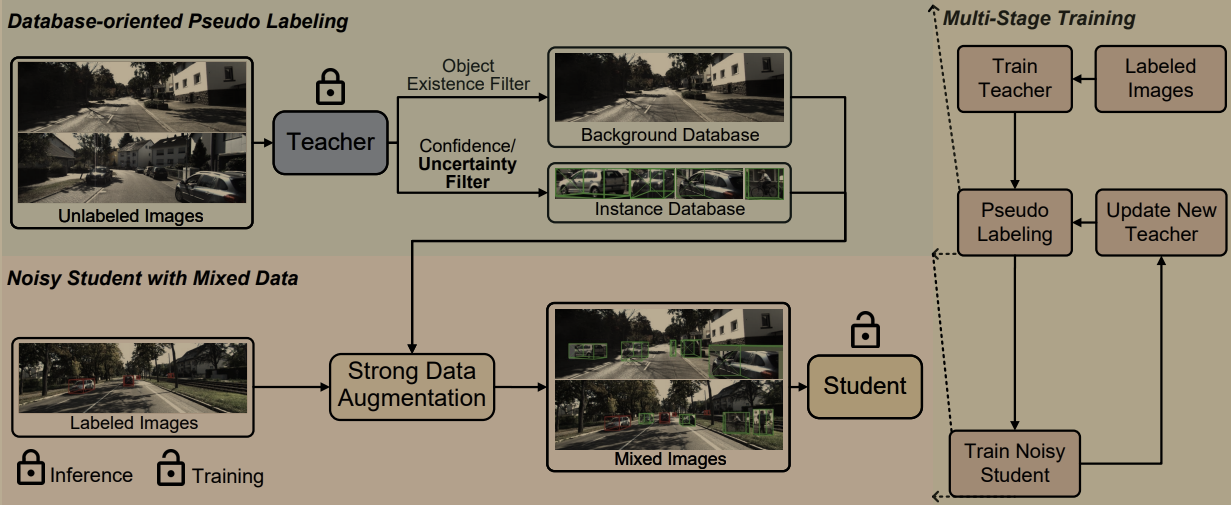 Database-oriented Pseudo Labeling
Unlabeled Images
Teacher
Object
Existence Filter
Confidence/
Uncertainty
Filter
Background Database
Instance Database
Noisy Student with Mixed Data
Labeled Images
Strong Data
Augmentation
Mixed Images
Student
Inference
Training
Multi-Stage Training
Train
Teacher
Labeled
Images
Pseudo
Labeling
Update New
Teacher
Train Noisy
Student